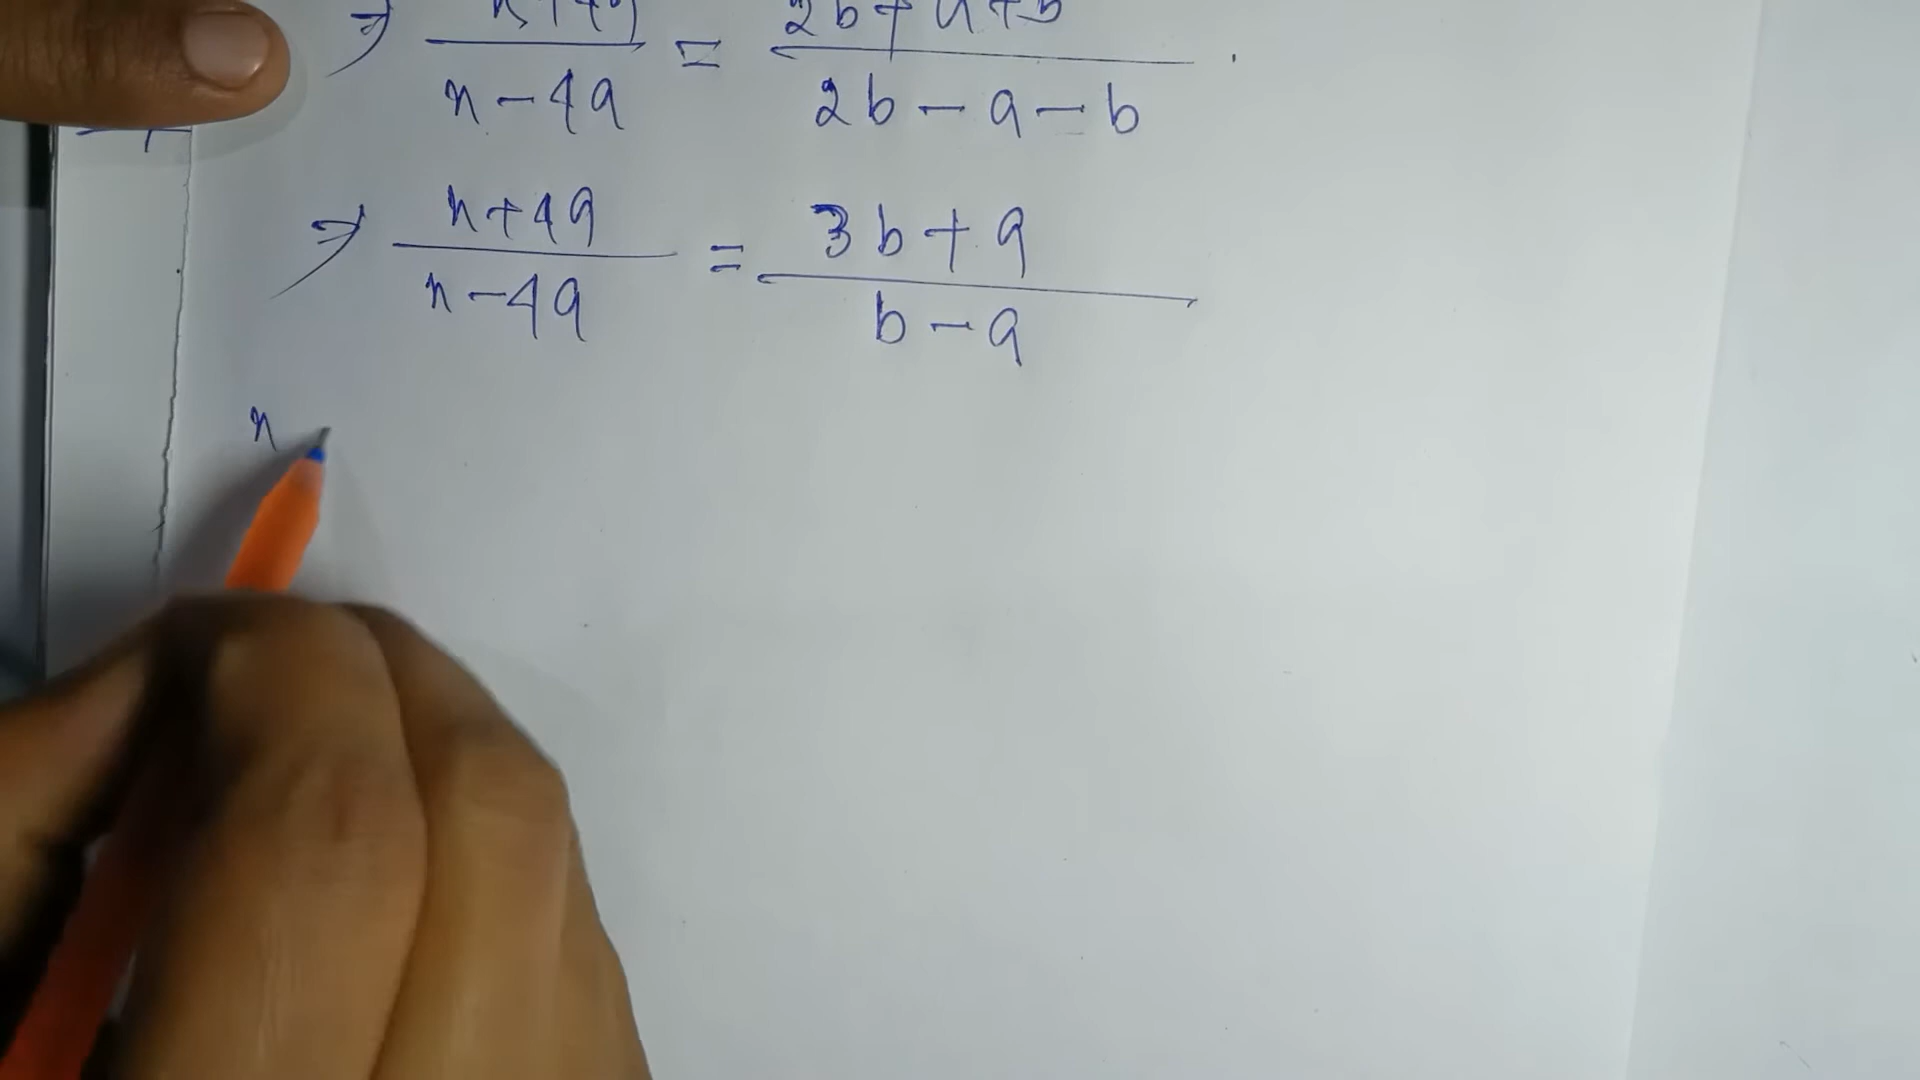 ⇒ x+4a / x-4a = 2b+a+b / 2b-a-b .
⇒ x+4a / x-4a = 3b+a / b-a
x